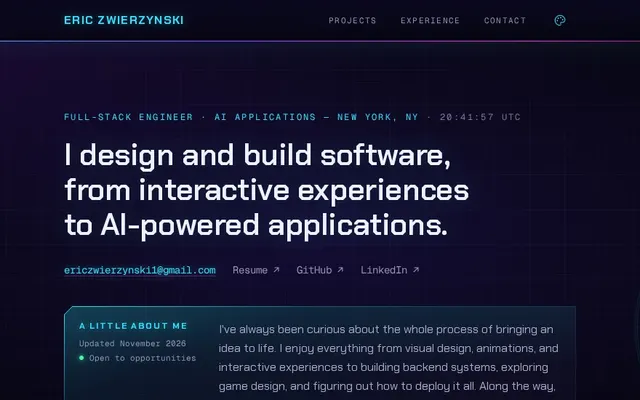 ERIC ZWIERZYNSKI
PROJECTS EXPERIENCE CONTACT
FULL-STACK ENGINEER · AI APPLICATIONS — NEW YORK, NY · 20:41:57 UTC
I design and build software,
from interactive experiences
to AI-powered applications.
ericzwierzynski1@gmail.com Resume ↗ GitHub ↗ LinkedIn ↗
A LITTLE ABOUT ME
Updated November 2026
Open to opportunities
I've always been curious about the whole process of bringing an
idea to life. I enjoy everything from visual design, animations, and
interactive experiences to building backend systems, exploring
game design, and figuring out how to deploy it all. Along the way,